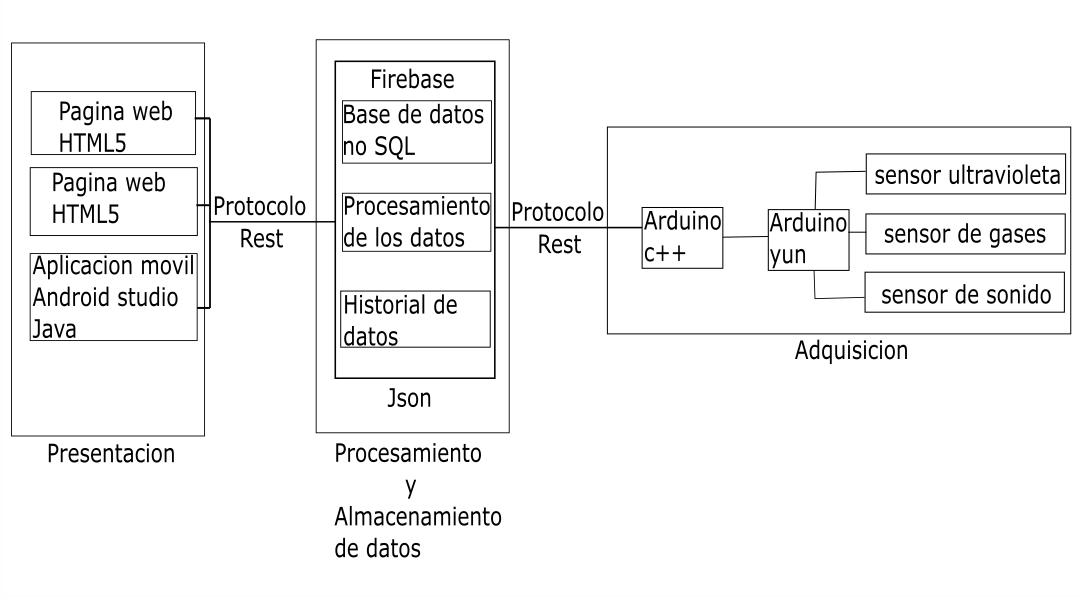 Pagina web
HTML5
Pagina web
HTML5
Aplicacion movil
Android studio
Java
Presentacion
Protocolo
Rest
Firebase
Base de datos
no SQL
Procesamiento
de los datos
Historial de
datos
Json
Procesamiento
y
Almacenamiento
de datos
Protocolo
Rest
Arduino
c++
Arduino
yun
sensor ultravioleta
sensor de gases
sensor de sonido
Adquisicion